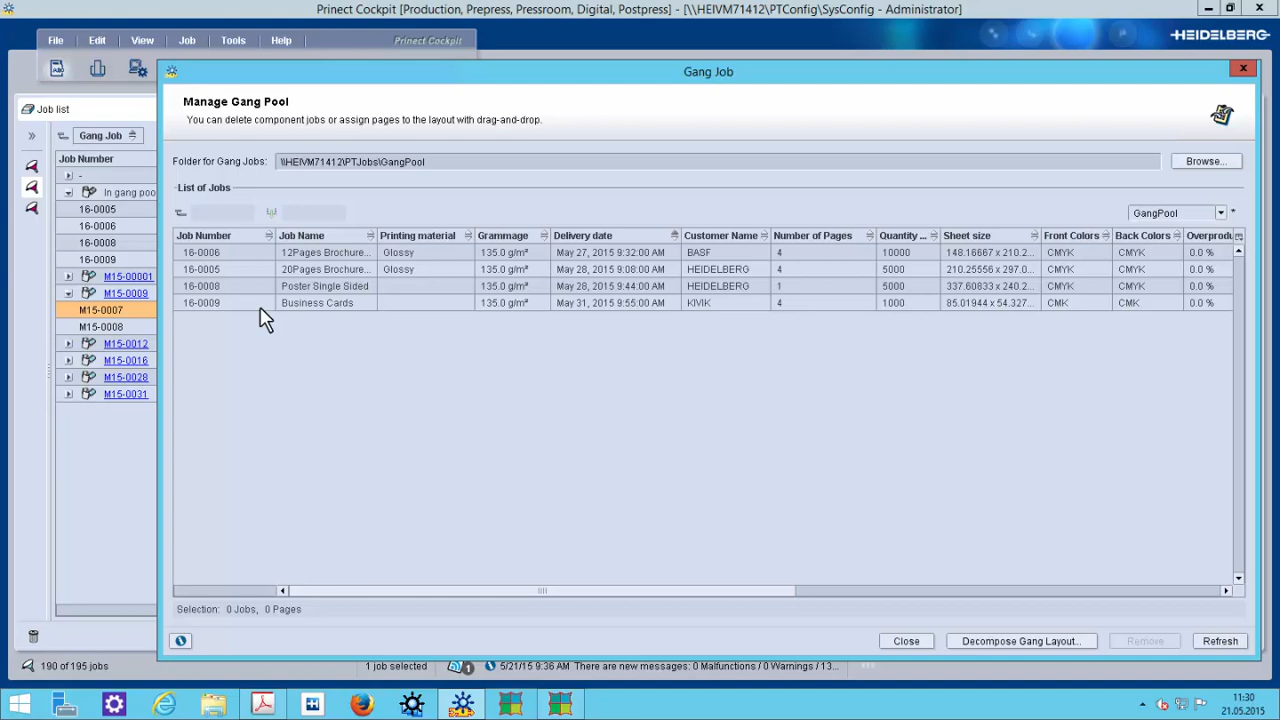 Prinect Cockpit [Production, Prepress, Pressroom, Digital, Postpress] - [\\HEIVM71412\PTConfig\SysConfig - Administrator]
File Edit View Job Tools Help Prinect Cockpit
HEIDELBERG
Gang Job
Manage Gang Pool
You can delete component jobs or assign pages to the layout with drag-and-drop.
Job list
Gang Job
Job Number
-
In gang poo
16-0005
16-0006
16-0008
16-0009
M15-00001
M15-0009
M15-0007
M15-0008
M15-0012
M15-0016
M15-0028
M15-0031
Folder for Gang Jobs: \\HEIVM71412\PTJobs\GangPool Browse...
List of Jobs
GangPool *
Job Number Job Name Printing material Grammage Delivery date Customer Name Number of Pages Quantity ... Sheet size Front Colors Back Colors Overprodu
16-0006 12Pages Brochure... Glossy 135.0 g/m² May 27, 2015 9:32:00 AM BASF 4 10000 148.16667 x 210.2... CMYK CMYK 0.0 %
16-0005 20Pages Brochure... Glossy 135.0 g/m² May 28, 2015 9:08:00 AM HEIDELBERG 4 5000 210.25556 x 297.0... CMYK CMYK 0.0 %
16-0008 Poster Single Sided 135.0 g/m² May 28, 2015 9:44:00 AM HEIDELBERG 1 5000 337.60833 x 240.2... CMYK CMYK 0.0 %
16-0009 Business Cards 135.0 g/m² May 31, 2015 9:55:00 AM KIVIK 4 1000 85.01944 x 54.327... CMK CMK 0.0 %
Selection: 0 Jobs, 0 Pages
Close Decompose Gang Layout... Remove Refresh
190 of 195 jobs 1 job selected 1 5/21/15 9:36 AM There are new messages: 0 Malfunctions / 0 Warnings / 13...
11:30
21.05.2015